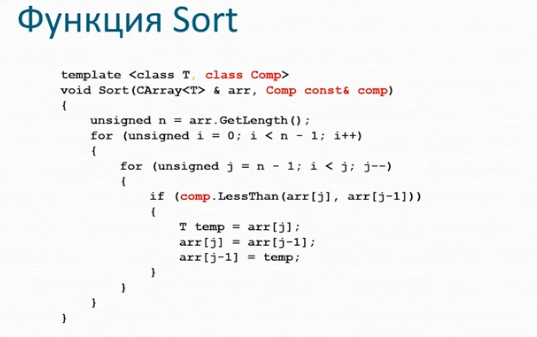 Функция Sort
template <class T, class Comp>
void Sort(CArray<T> & arr, Comp const& comp)
{
    unsigned n = arr.GetLength();
    for (unsigned i = 0; i < n - 1; i++)
    {
        for (unsigned j = n - 1; i < j; j--)
        {
            if (comp.LessThan(arr[j], arr[j-1]))
            {
                T temp = arr[j];
                arr[j] = arr[j-1];
                arr[j-1] = temp;
            }
        }
    }
}